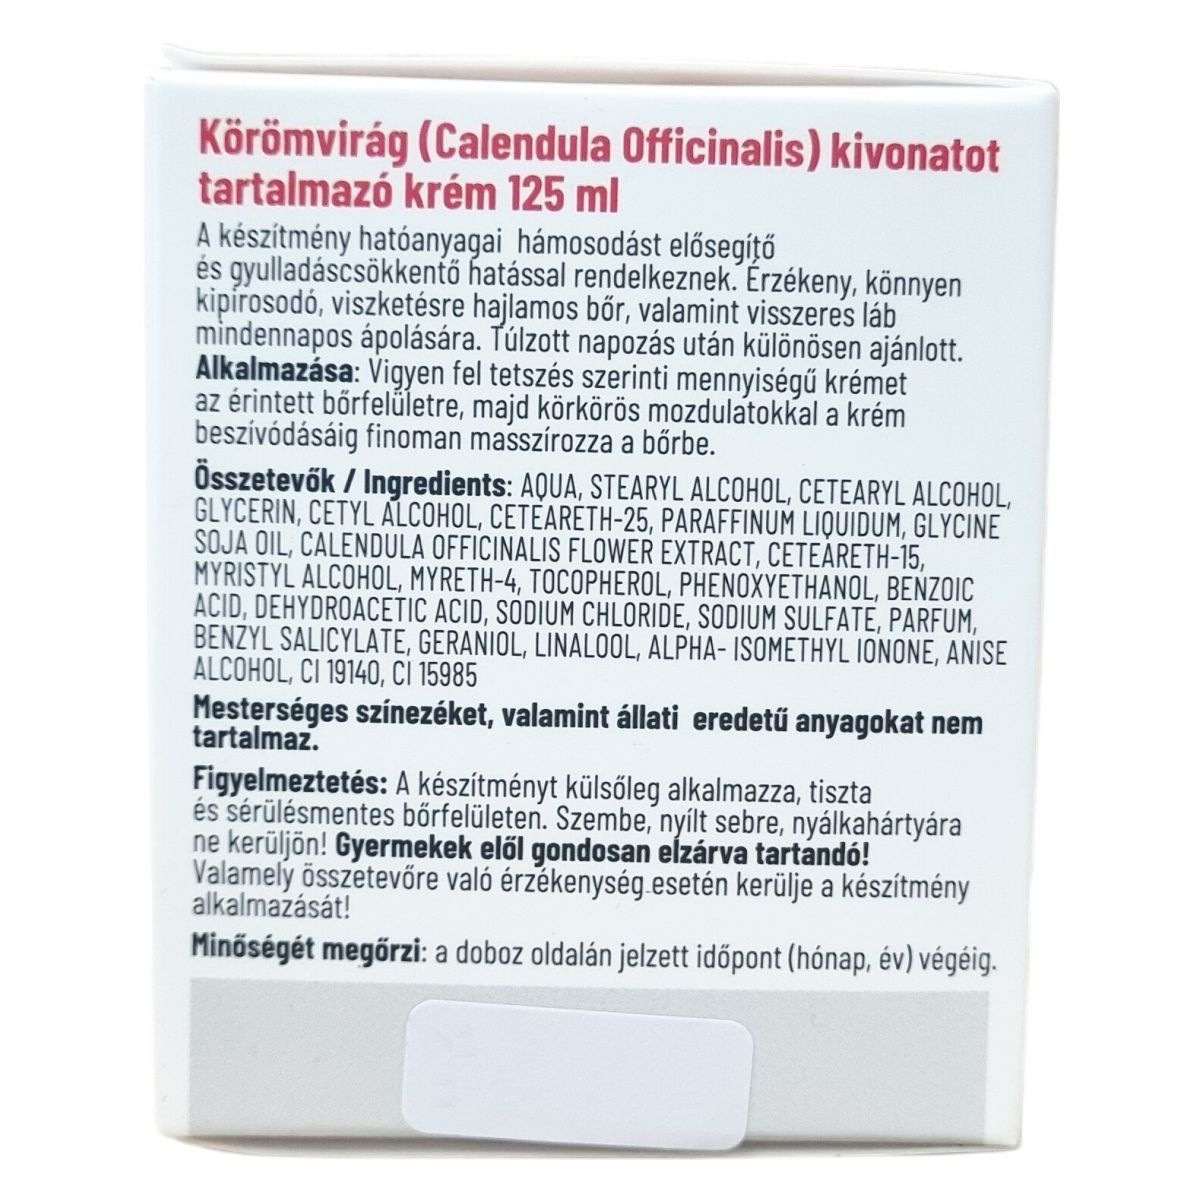 Körömvirág (Calendula Officinalis) kivonatot
tartalmazó krém 125 ml
A készítmény hatóanyagai hámosodást elősegítő
és gyulladáscsökkentő hatással rendelkeznek. Érzékeny, könnyen
kipirosodó, viszketésre hajlamos bőr, valamint visszeres láb
mindennapos ápolására. Túlzott napozás után különösen ajánlott.
Alkalmazása: Vigyen fel tetszés szerinti mennyiségű krémet
az érintett bőrfelületre, majd körkörös mozdulatokkal a krém
beszívódásáig finoman masszírozza a bőrbe.
Összetevők / Ingredients: AQUA, STEARYL ALCOHOL, CETEARYL ALCOHOL,
GLYCERIN, CETYL ALCOHOL, CETEARETH-25, PARAFFINUM LIQUIDUM, GLYCINE
SOJA OIL, CALENDULA OFFICINALIS FLOWER EXTRACT, CETEARETH-15,
MYRISTYL ALCOHOL, MYRETH-4, TOCOPHEROL, PHENOXYETHANOL, BENZOIC
ACID, DEHYDROACETIC ACID, SODIUM CHLORIDE, SODIUM SULFATE, PARFUM,
BENZYL SALICYLATE, GERANIOL, LINALOOL, ALPHA- ISOMETHYL IONONE, ANISE
ALCOHOL, CI 19140, CI 15985
Mesterséges színezéket, valamint állati eredetű anyagokat nem
tartalmaz.
Figyelmeztetés: A készítményt külsőleg alkalmazza, tiszta
és sérülésmentes bőrfelületen. Szembe, nyílt sebre, nyálkahártyára
ne kerüljön! Gyermekek elől gondosan elzárva tartandó!
Valamely összetevőre való érzékenység esetén kerülje a készítmény
alkalmazását!
Minőségét megőrzi: a doboz oldalán jelzett időpont (hónap, év) végéig.